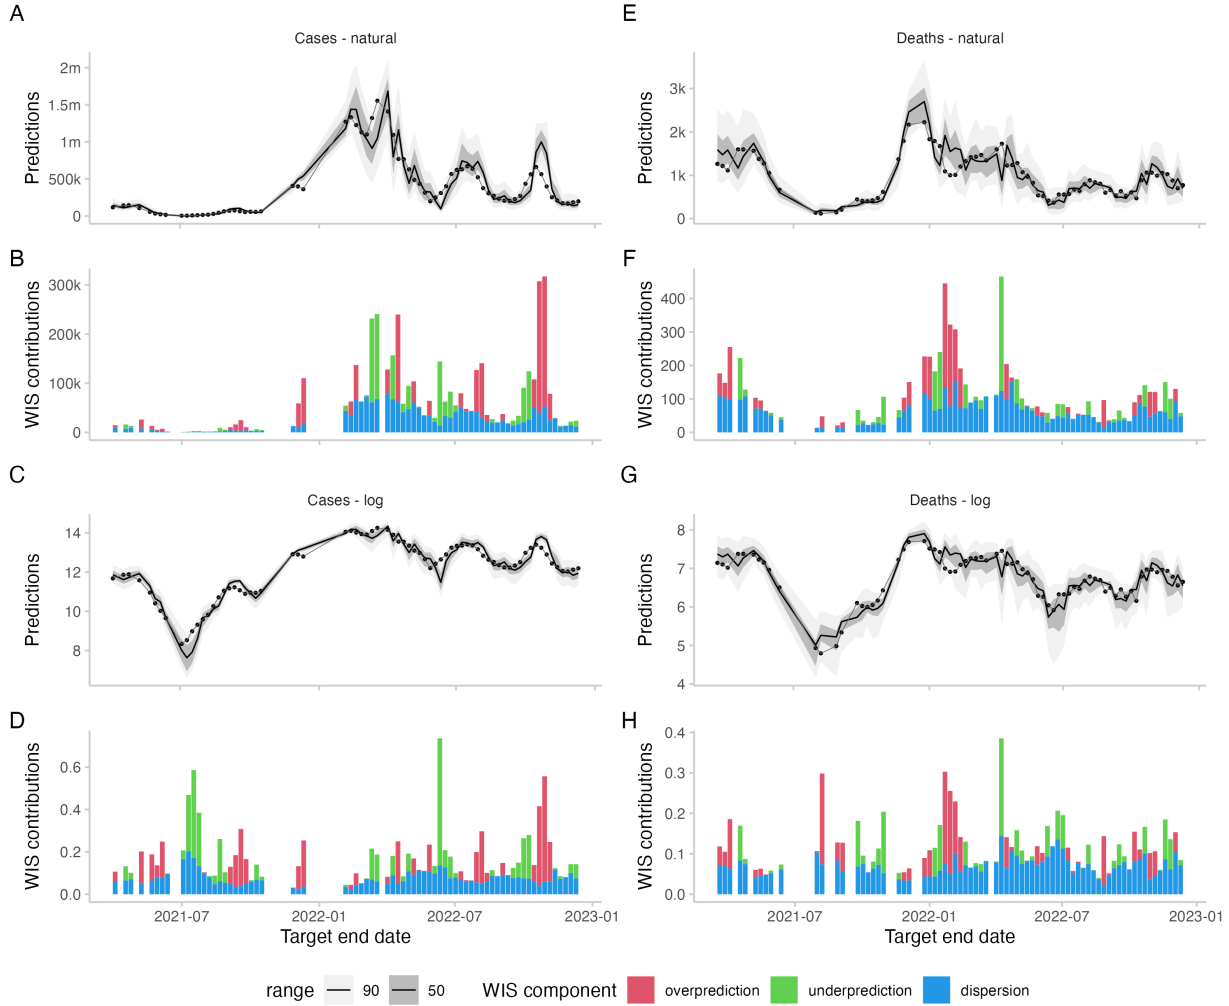 A
Cases - natural
Predictions
2m
1.5m
1m
500k
0
B
WIS contributions
300k
200k
100k
0
C
Cases - log
Predictions
14
12
10
8
D
WIS contributions
0.6
0.4
0.2
0.0
2021-07
2022-01
2022-07
2023-01
Target end date
E
Deaths - natural
Predictions
3k
2k
1k
0
F
WIS contributions
400
300
200
100
0
G
Deaths - log
Predictions
8
7
6
5
4
H
WIS contributions
0.4
0.3
0.2
0.1
0.0
2021-07
2022-01
2022-07
2023-01
Target end date
range 90 50 WIS component overprediction underprediction dispersion